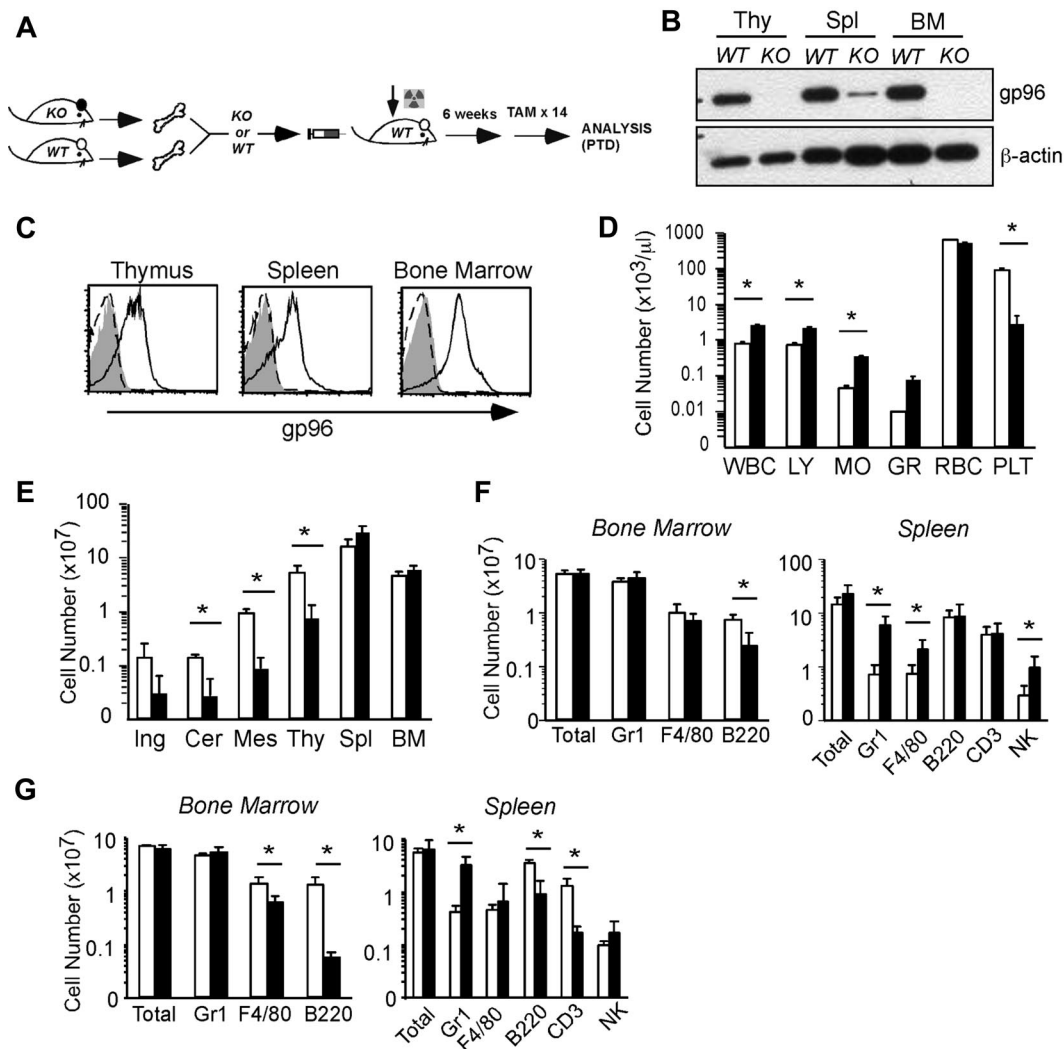 A
KO
WT
KO
or
WT
WT
6 weeks
TAM x 14
ANALYSIS
(PTD)
B
Thy Spl BM
WT KO WT KO WT KO
gp96
β-actin
C
Thymus Spleen Bone Marrow
gp96
D
Cell Number (x10³/μl)
1000
100
10
1
0.1
0.01
0
* * * *
WBC LY MO GR RBC PLT
E
Cell Number (x10⁷)
100
10
1
0.1
0
* * *
Ing Cer Mes Thy Spl BM
F
Bone Marrow
Cell Number (x10⁷)
10
1
0.1
0
*
Total Gr1 F4/80 B220
Spleen
100
10
1
0.1
0
* * *
Total Gr1 F4/80 B220 CD3 NK
G
Bone Marrow
Cell Number (x10⁷)
10
1
0.1
0
* *
Total Gr1 F4/80 B220
Spleen
10
1
0.1
0
* * *
Total Gr1 F4/80 B220 CD3 NK